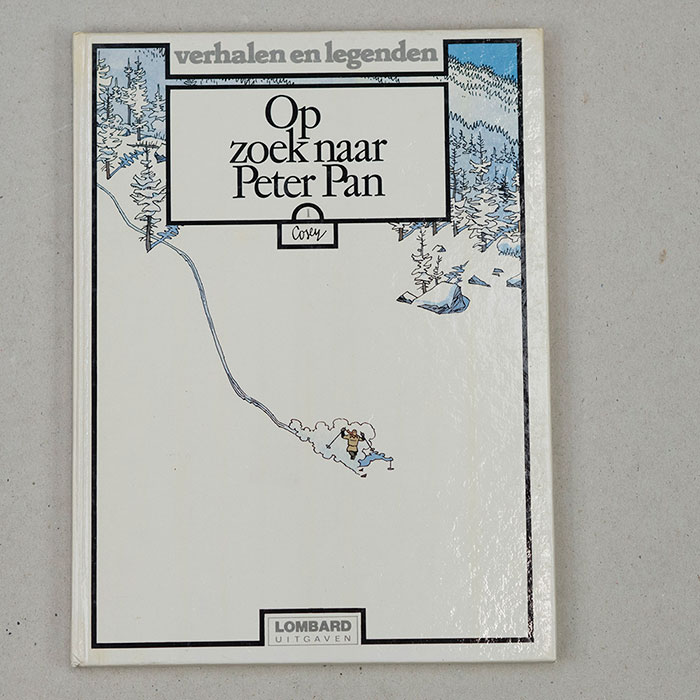 verhalen en legenden
Op
zoek naar
Peter Pan
1
Cosey
LOMBARD
UITGAVEN